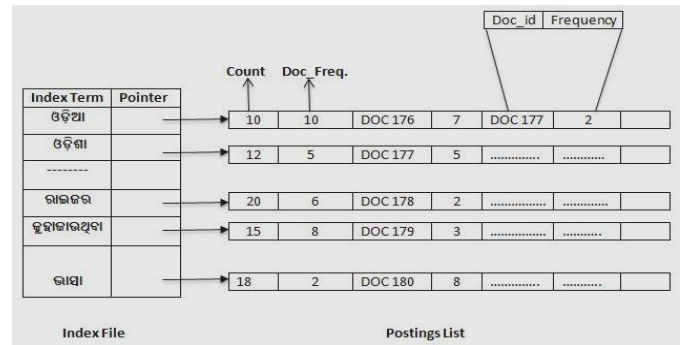 Doc_id Frequency
Count Doc_Freq.
Index Term Pointer
ଓଡ଼ିଆ 10 10 DOC 176 7 DOC 177 2
ଓଡ଼ିଶା 12 5 DOC 177 5 .............. ............
--------
ରାଇଜର 20 6 DOC 178 2 ................ .............
କୁହାଜାଉଥିବା 15 8 DOC 179 3 ................ ...........
ଭାସା 18 2 DOC 180 8 .............. ...........
Index File Postings List